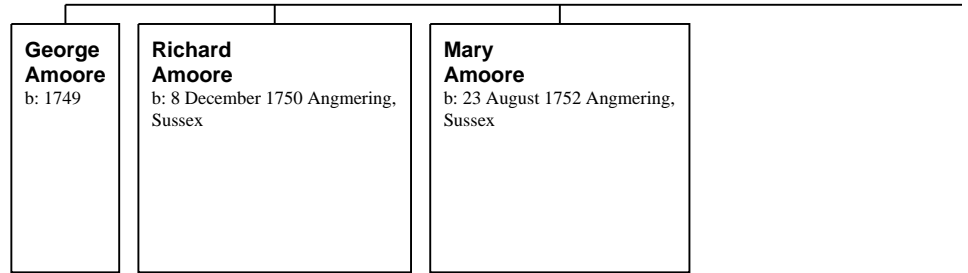 George
Amoore
b: 1749
Richard
Amoore
b: 8 December 1750 Angmering,
Sussex
Mary
Amoore
b: 23 August 1752 Angmering,
Sussex